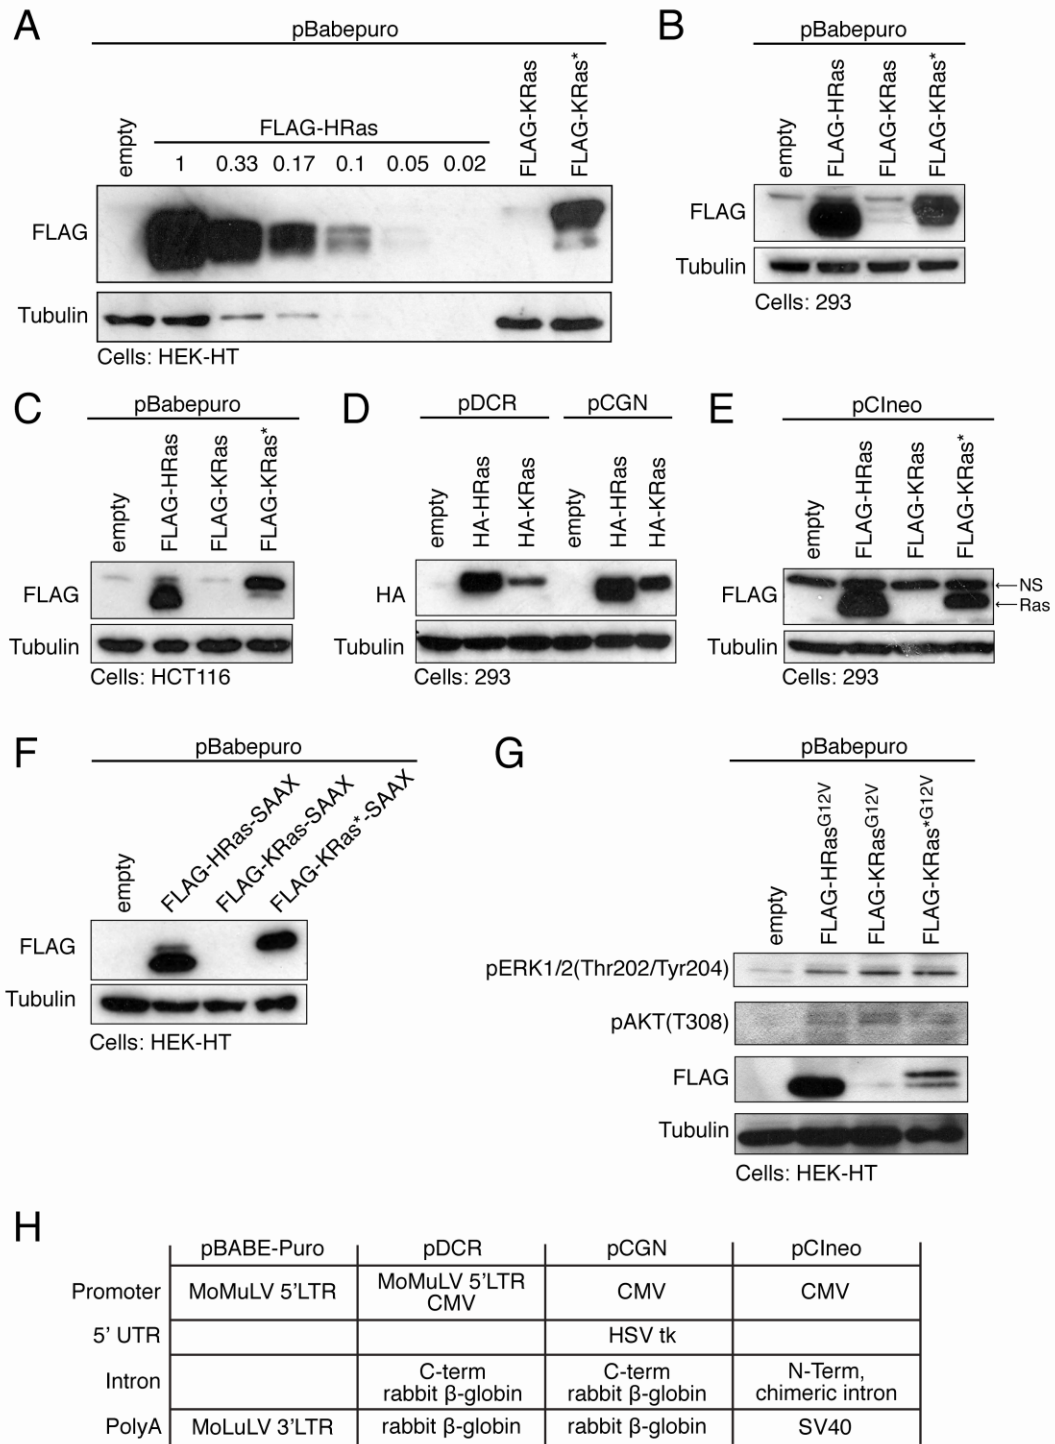 A
pBabepuro
empty
FLAG-HRas
1 0.33 0.17 0.1 0.05 0.02
FLAG-KRas
FLAG-KRas*
FLAG
Tubulin
Cells: HEK-HT
B
pBabepuro
empty
FLAG-HRas
FLAG-KRas
FLAG-KRas*
FLAG
Tubulin
Cells: 293
C
pBabepuro
empty
FLAG-HRas
FLAG-KRas
FLAG-KRas*
FLAG
Tubulin
Cells: HCT116
D
pDCR pCGN
empty
HA-HRas
HA-KRas
empty
HA-HRas
HA-KRas
HA
Tubulin
Cells: 293
E
pCIneo
empty
FLAG-HRas
FLAG-KRas
FLAG-KRas*
FLAG
←NS
←Ras
Tubulin
Cells: 293
F
pBabepuro
empty
FLAG-HRas-SAAX
FLAG-KRas-SAAX
FLAG-KRas*-SAAX
FLAG
Tubulin
Cells: HEK-HT
G
pBabepuro
empty
FLAG-HRasG12V
FLAG-KRasG12V
FLAG-KRas*G12V
pERK1/2(Thr202/Tyr204)
pAKT(T308)
FLAG
Tubulin
Cells: HEK-HT
H
pBABE-Puro pDCR pCGN pCIneo
Promoter MoMuLV 5'LTR MoMuLV 5'LTR CMV CMV CMV
5' UTR HSV tk
Intron C-term rabbit β-globin C-term rabbit β-globin N-Term, chimeric intron
PolyA MoLuLV 3'LTR rabbit β-globin rabbit β-globin SV40